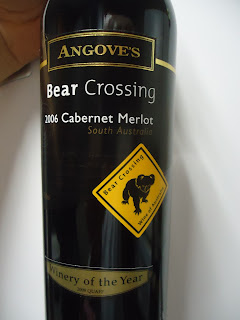 ANGOVE'S
Bear Crossing
2006 Cabernet Merlot
South Australia
Bear Crossing
Winery of the Year